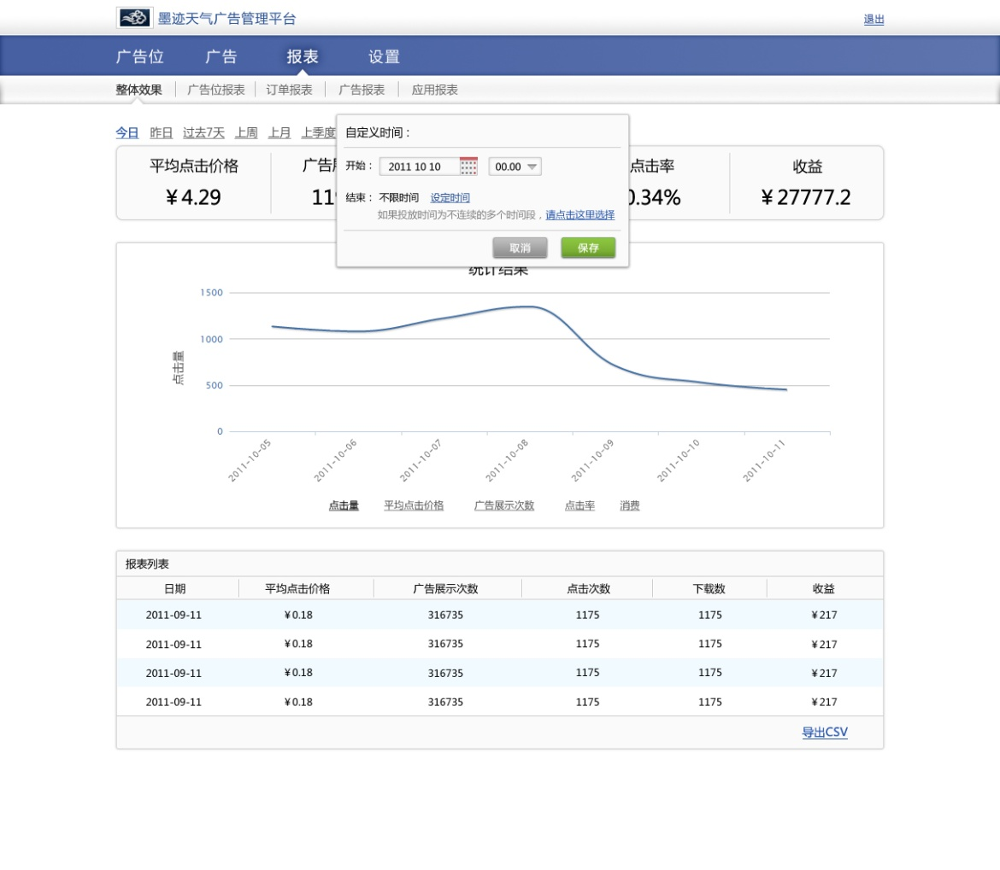 墨迹天气广告管理平台 退出
广告位 广告 报表 设置
整体效果 广告位报表 订单报表 广告报表 应用报表
今日 昨日 过去7天 上周 上月 上季度
平均点击价格 点击率 收益
¥4.29 0.34% ¥27777.2
自定义时间：
开始： 2011 10 10 00.00
结束： 不限时间 设定时间
如果投放时间为不连续的多个时间段，请点击这里选择
取消 保存
统计结果
1500
1000
500
0
点击量
2011-10-05 2011-10-06 2011-10-07 2011-10-08 2011-10-09 2011-10-10 2011-10-11
点击量 平均点击价格 广告展示次数 点击率 消费
报表列表
日期 平均点击价格 广告展示次数 点击次数 下载数 收益
2011-09-11 ¥0.18 316735 1175 1175 ¥217
2011-09-11 ¥0.18 316735 1175 1175 ¥217
2011-09-11 ¥0.18 316735 1175 1175 ¥217
2011-09-11 ¥0.18 316735 1175 1175 ¥217
导出CSV